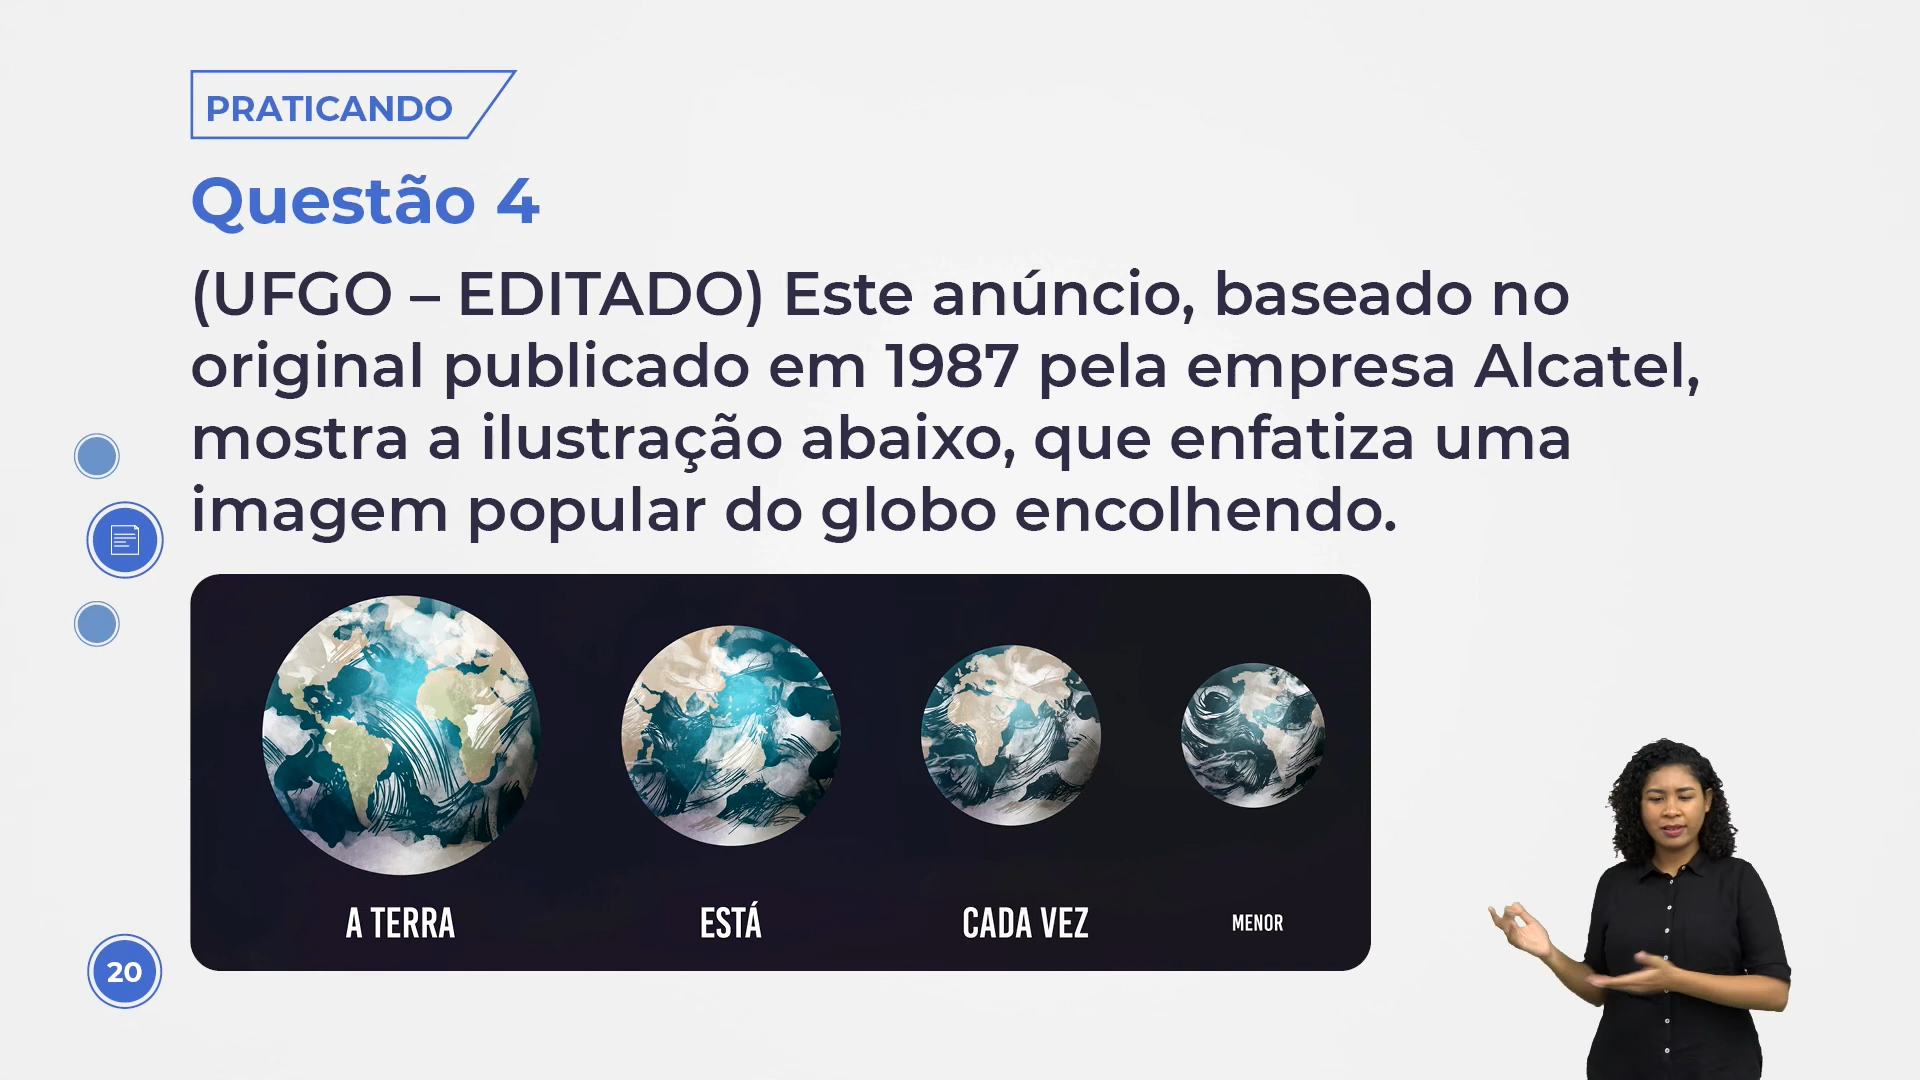 PRATICANDO
Questão 4
(UFGO – EDITADO) Este anúncio, baseado no
original publicado em 1987 pela empresa Alcatel,
mostra a ilustração abaixo, que enfatiza uma
imagem popular do globo encolhendo.
A TERRA
ESTÁ
CADA VEZ
MENOR
20